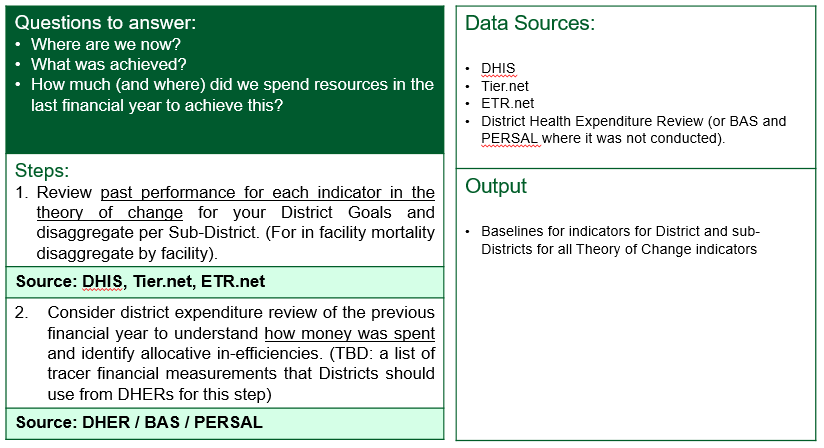 Questions to answer:
• Where are we now?
• What was achieved?
• How much (and where) did we spend resources in the
last financial year to achieve this?
Steps:
1. Review past performance for each indicator in the
theory of change for your District Goals and
disaggregate per Sub-District. (For in facility mortality
disaggregate by facility).
Source: DHIS, Tier.net, ETR.net
2. Consider district expenditure review of the previous
financial year to understand how money was spent
and identify allocative in-efficiencies. (TBD: a list of
tracer financial measurements that Districts should
use from DHERs for this step)
Source: DHER / BAS / PERSAL
Data Sources:
• DHIS
• Tier.net
• ETR.net
• District Health Expenditure Review (or BAS and
PERSAL where it was not conducted).
Output
• Baselines for indicators for District and sub-
Districts for all Theory of Change indicators